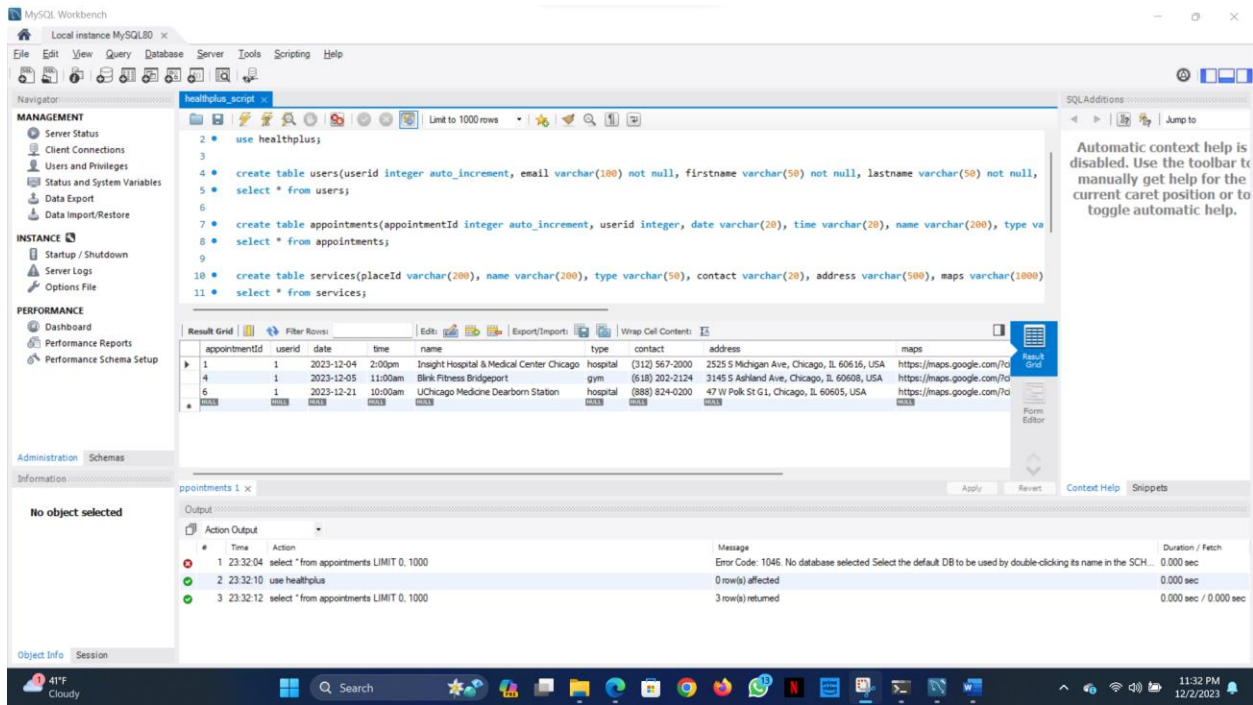 MySQL Workbench
Local instance MySQL80
File Edit View Query Database Server Tools Scripting Help
Navigator
MANAGEMENT
Server Status
Client Connections
Users and Privileges
Status and System Variables
Data Export
Data Import/Restore
INSTANCE
Startup / Shutdown
Server Logs
Options File
PERFORMANCE
Dashboard
Performance Reports
Performance Schema Setup
Administration Schemas
Information
No object selected
Object Info Session
healthplus_script
Limit to 1000 rows
2 use healthplus;
3
4 create table users(userid integer auto_increment, email varchar(100) not null, firstname varchar(50) not null, lastname varchar(50) not null,
5 select * from users;
6
7 create table appointments(appointmentId integer auto_increment, userid integer, date varchar(20), time varchar(20), name varchar(200), type va
8 select * from appointments;
9
10 create table services(placeId varchar(200), name varchar(200), type varchar(50), contact varchar(20), address varchar(500), maps varchar(1000)
11 select * from services;
Result Grid Filter Rows: Edit: Export/Import: Wrap Cell Content:
appointmentId userid date time name type contact address maps
1 1 2023-12-04 2:00pm Insight Hospital & Medical Center Chicago hospital (312) 567-2000 2525 S Michigan Ave, Chicago, IL 60616, USA https://maps.google.com/?ci
4 1 2023-12-05 11:00am Blink Fitness Bridgeport gym (618) 202-2124 3145 S Ashland Ave, Chicago, IL 60608, USA https://maps.google.com/?ci
6 1 2023-12-21 10:00am UChicago Medicine Dearborn Station hospital (888) 824-0200 47 W Polk St G1, Chicago, IL 60605, USA https://maps.google.com/?ci
NULL NULL NULL NULL NULL NULL NULL NULL NULL
Result Grid
Form Editor
ppointments 1 Apply Revert
Output
Action Output
# Time Action Message Duration / Fetch
1 23:32:04 select * from appointments LIMIT 0, 1000 Error Code: 1046. No database selected Select the default DB to be used by double-clicking its name in the SCH... 0.000 sec
2 23:32:10 use healthplus 0 row(s) affected 0.000 sec
3 23:32:12 select * from appointments LIMIT 0, 1000 3 row(s) returned 0.000 sec / 0.000 sec
SQLAdditions
Jump to
Automatic context help is
disabled. Use the toolbar to
manually get help for the
current caret position or to
toggle automatic help.
Context Help Snippets
1
41°F
Cloudy
Search
13
11:32 PM
12/2/2023